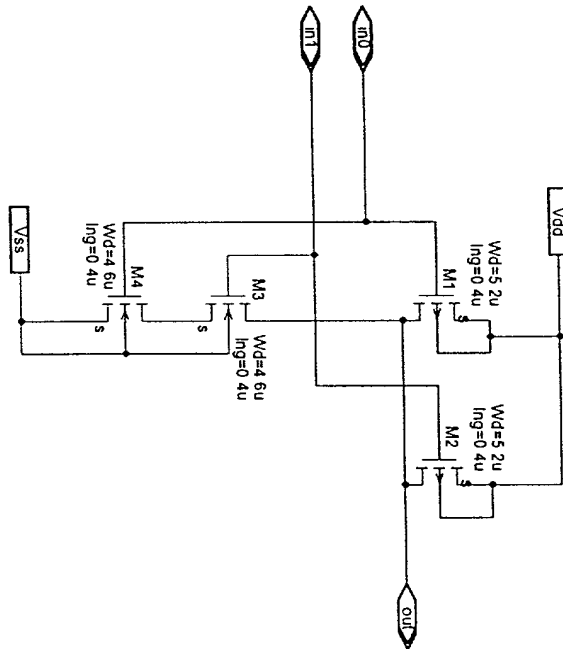 in1
in0
Vdd
Vss
M1
Wd=5 2u
lng=0 4u
M2
Wd=5 2u
lng=0 4u
M3
Wd=4 6u
lng=0 4u
M4
Wd=4 6u
lng=0 4u
s
s
s
s
out